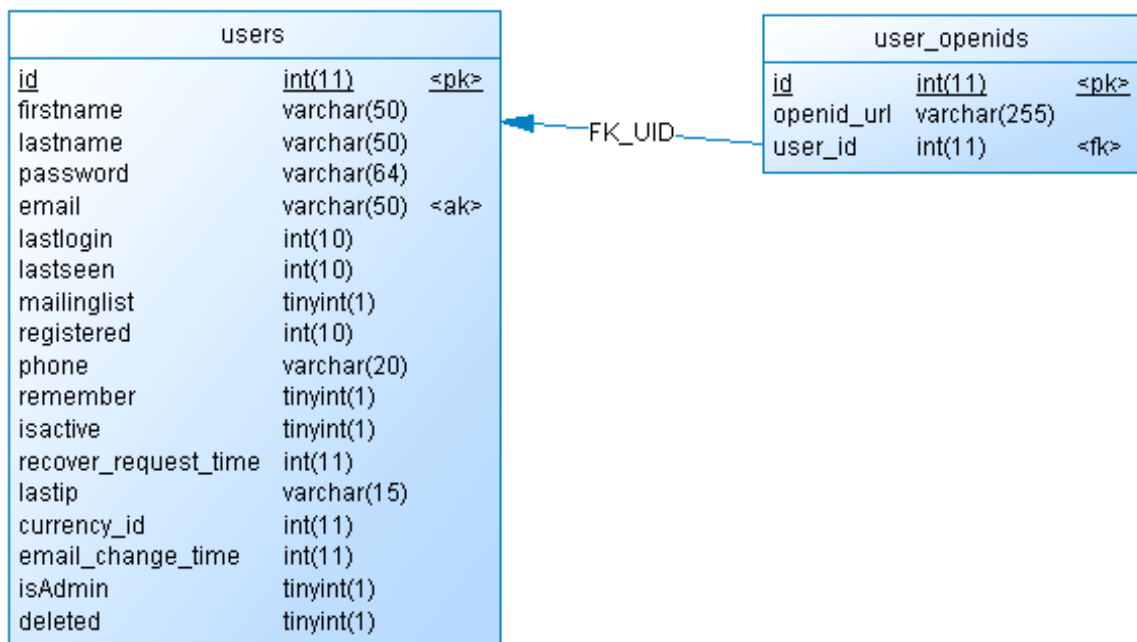 users
id int(11) <pk>
firstname varchar(50)
lastname varchar(50)
password varchar(64)
email varchar(50) <ak>
lastlogin int(10)
lastseen int(10)
mailinglist tinyint(1)
registered int(10)
phone varchar(20)
remember tinyint(1)
isactive tinyint(1)
recover_request_time int(11)
lastip varchar(15)
currency_id int(11)
email_change_time int(11)
isAdmin tinyint(1)
deleted tinyint(1)
FK_UID
user_openids
id int(11) <pk>
openid_url varchar(255)
user_id int(11) <fk>